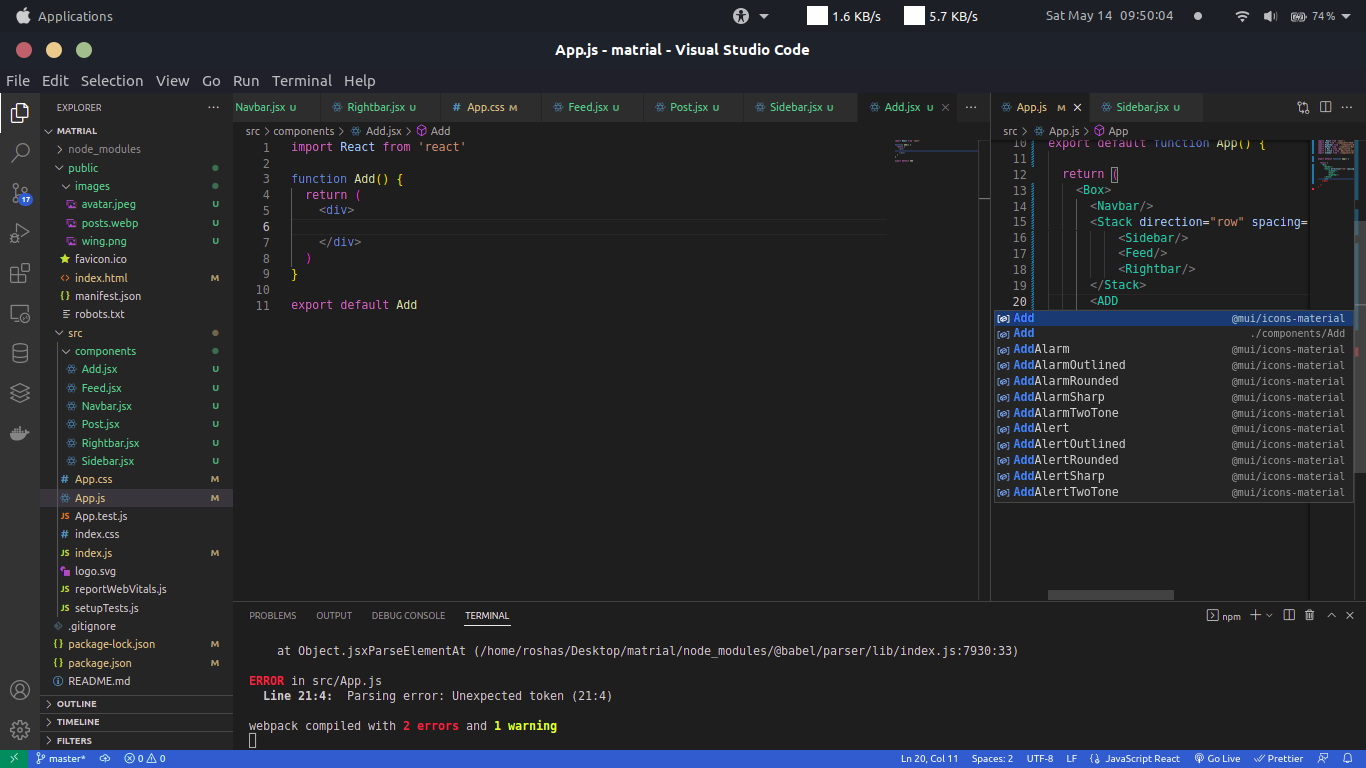 Applications
1.6 KB/s
5.7 KB/s
Sat May 14 09:50:04
74%
App.js - matrial - Visual Studio Code
File Edit Selection View Go Run Terminal Help
EXPLORER
MATRIAL
node_modules
public
images
avatar.jpeg U
posts.webp U
wing.png U
favicon.ico
index.html M
manifest.json
robots.txt
src
components
Add.jsx U
Feed.jsx U
Navbar.jsx U
Post.jsx U
Rightbar.jsx U
Sidebar.jsx U
App.css M
App.js M
App.test.js
index.css
index.js M
logo.svg
reportWebVitals.js
setupTests.js
.gitignore
package-lock.json M
package.json M
README.md
OUTLINE
TIMELINE
FILTERS
17
Navbar.jsx U Rightbar.jsx U App.css M Feed.jsx U Post.jsx U Sidebar.jsx U Add.jsx U
src > components > Add.jsx > Add
1 import React from 'react'
2
3 function Add() {
4 return (
5 <div>
6
7 </div>
8 )
9 }
10
11 export default Add
App.js M Sidebar.jsx U
src > App.js > App
10 export default function App() {
11
12 return (
13 <Box>
14 <Navbar/>
15 <Stack direction="row" spacing=
16 <Sidebar/>
17 <Feed/>
18 <Rightbar/>
19 </Stack>
20 <ADD
Add @mui/icons-material
Add ./components/Add
AddAlarm @mui/icons-material
AddAlarmOutlined @mui/icons-material
AddAlarmRounded @mui/icons-material
AddAlarmSharp @mui/icons-material
AddAlarmTwoTone @mui/icons-material
AddAlert @mui/icons-material
AddAlertOutlined @mui/icons-material
AddAlertRounded @mui/icons-material
AddAlertSharp @mui/icons-material
AddAlertTwoTone @mui/icons-material
PROBLEMS OUTPUT DEBUG CONSOLE TERMINAL
npm
at Object.jsxParseElementAt (/home/roshas/Desktop/matrial/node_modules/@babel/parser/lib/index.js:7930:33)
ERROR in src/App.js
Line 21:4: Parsing error: Unexpected token (21:4)
webpack compiled with 2 errors and 1 warning
master* 0 0 Ln 20, Col 11 Spaces: 2 UTF-8 LF JavaScript React Go Live Prettier